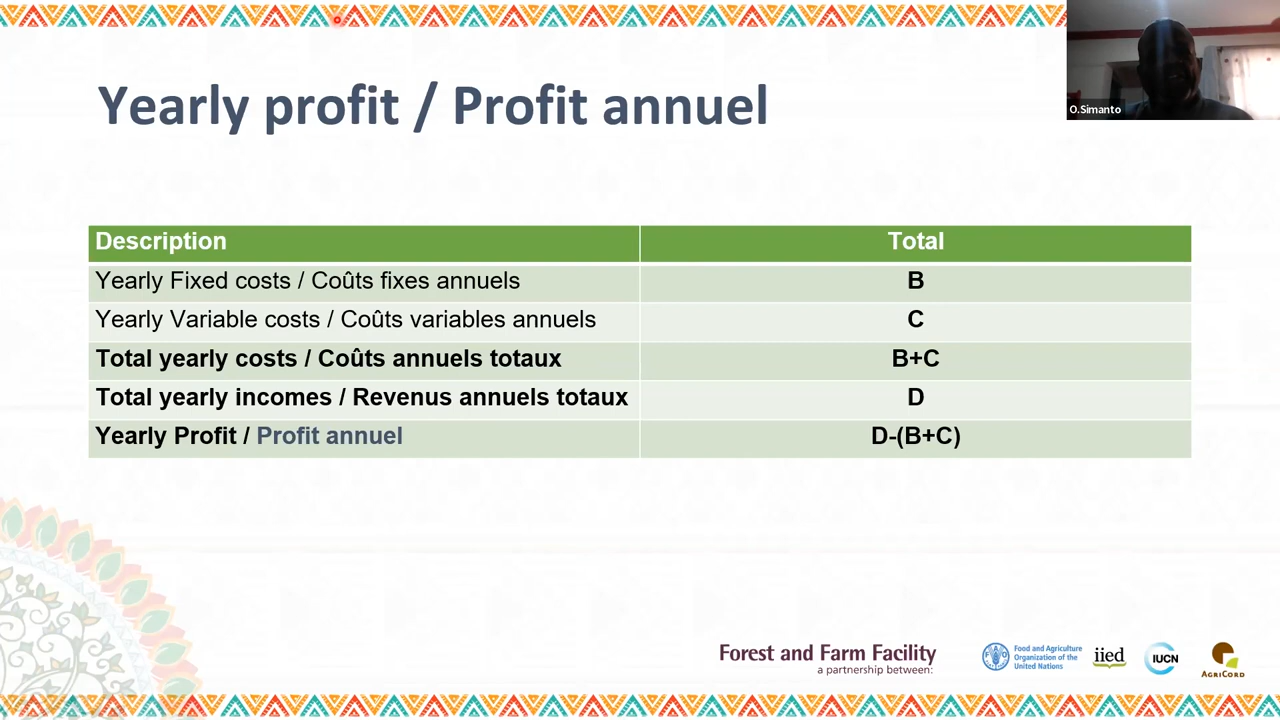 Yearly profit / Profit annuel
O.Simanto
Description Total
Yearly Fixed costs / Coûts fixes annuels B
Yearly Variable costs / Coûts variables annuels C
Total yearly costs / Coûts annuels totaux B+C
Total yearly incomes / Revenus annuels totaux D
Yearly Profit / Profit annuel D-(B+C)
Forest and Farm Facility
a partnership between:
FAO
Food and Agriculture
Organization of the
United Nations
iied
IUCN
AGRICORD